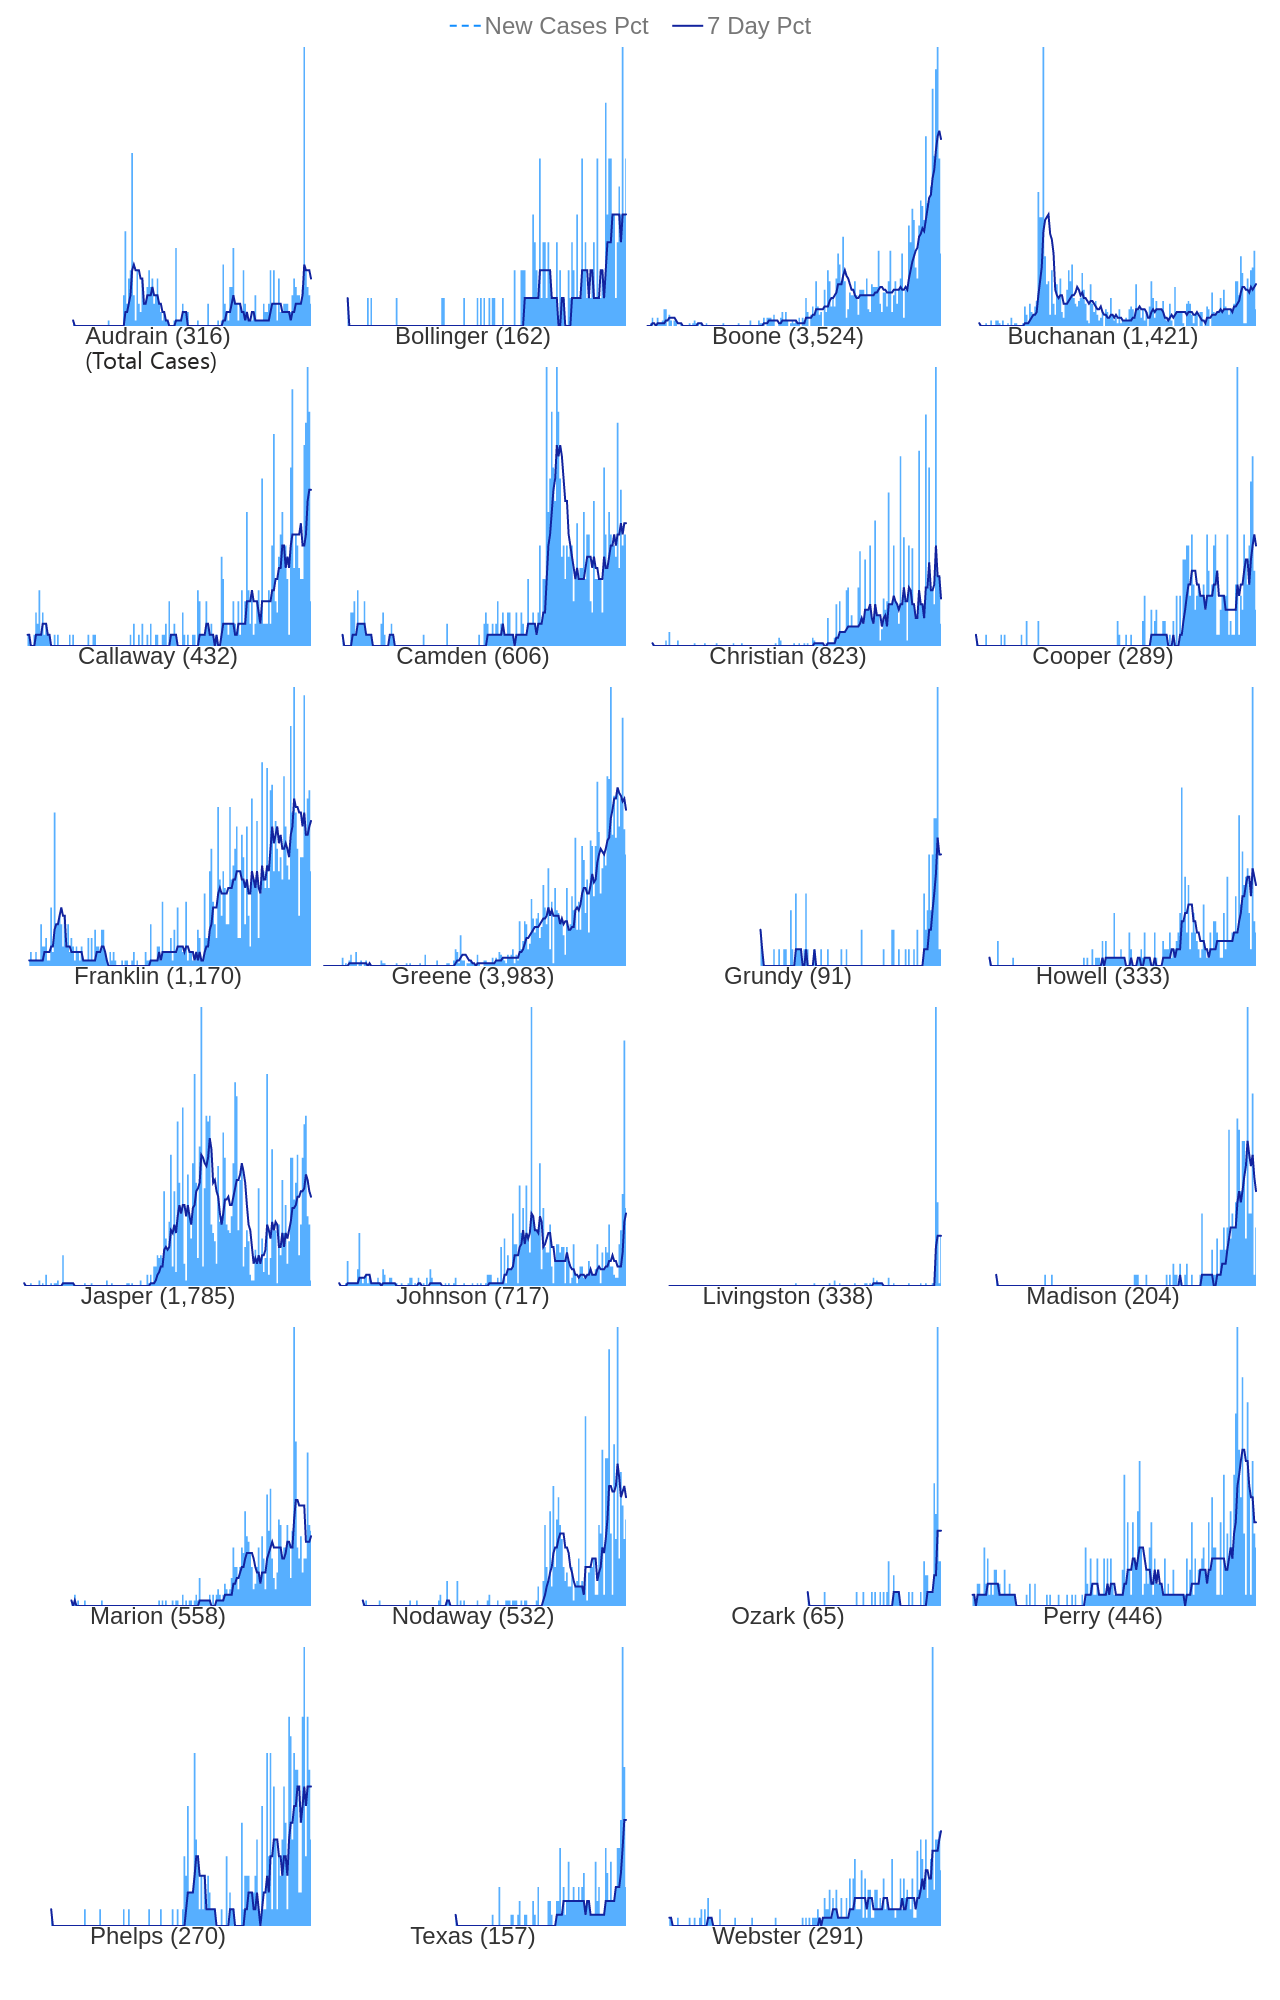 New Cases Pct 7 Day Pct
Audrain (316) Bollinger (162) Boone (3,524) Buchanan (1,421)
(Total Cases)
Callaway (432) Camden (606) Christian (823) Cooper (289)
Franklin (1,170) Greene (3,983) Grundy (91) Howell (333)
Jasper (1,785) Johnson (717) Livingston (338) Madison (204)
Marion (558) Nodaway (532) Ozark (65) Perry (446)
Phelps (270) Texas (157) Webster (291)